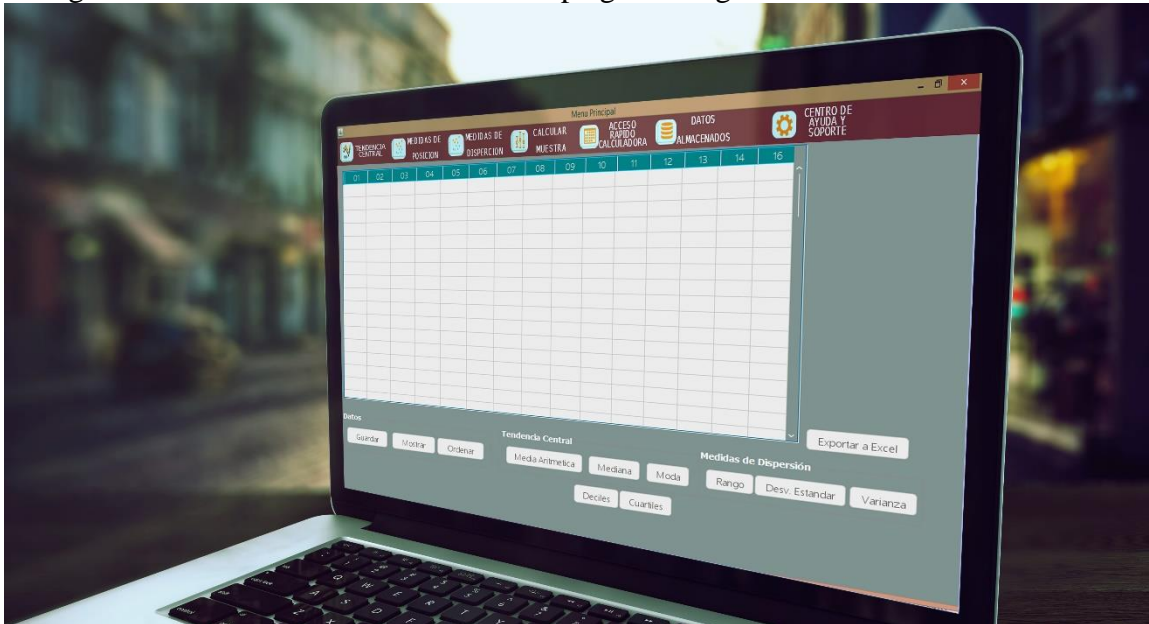 Meno Principal
TENDENCIA
CENTRAL
MEDIDAS DE
POSICION
MEDIDAS DE
DISPERCION
CALCULAR
MUESTRA
ACCESO
RAPIDO
CALCULADORA
DATOS
ALMACENADOS
CENTRO DE
AYUDA Y
SOPORTE
01 02 03 04 05 06 07 08 09 10 11 12 13 14 16
Datos
Guardar Mostrar Ordenar
Tendencia Central
Media Aritmetica Mediana Moda
Deciles Cuartiles
Medidas de Dispersión
Rango Desv. Estandar Varianza
Exportar a Excel